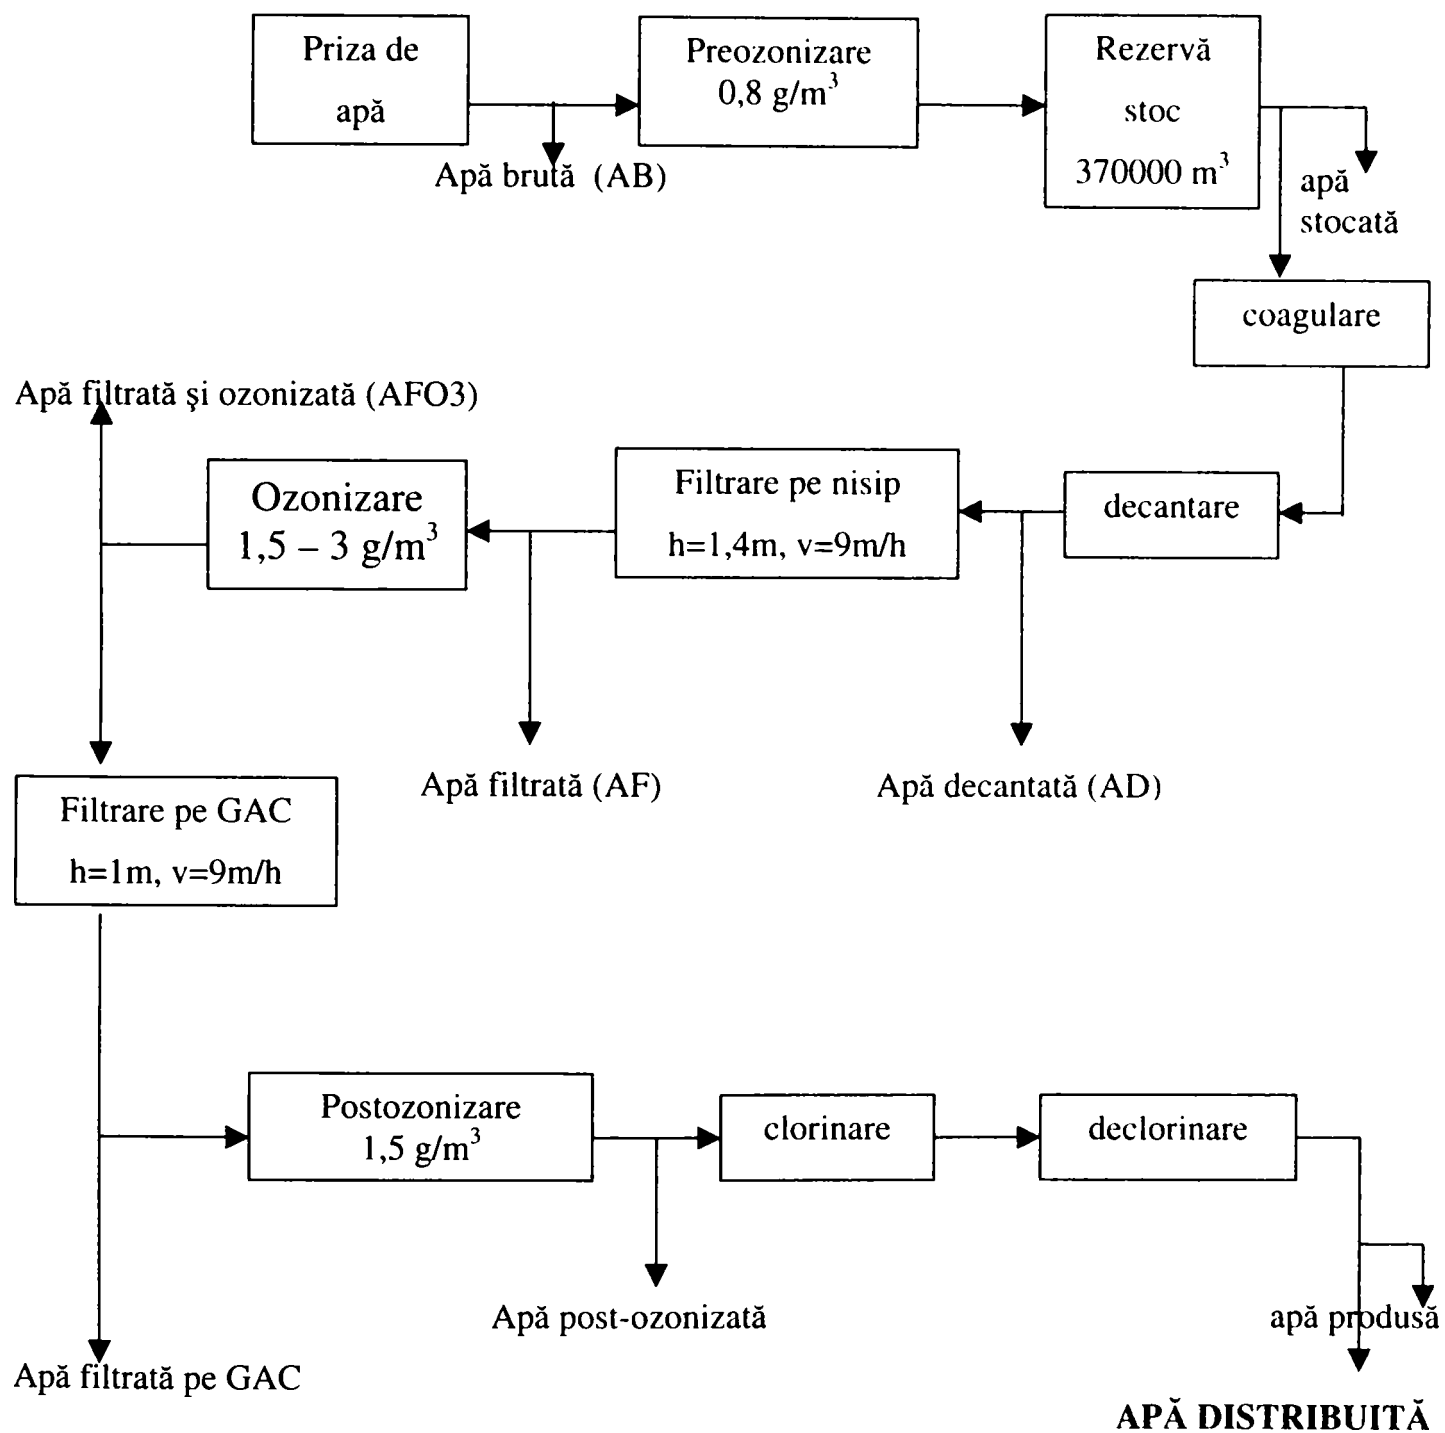 Priza de
apă
Preozonizare
0,8 g/m³
Rezervă
stoc
370000 m³
Apă brută (AB)
apă
stocată
coagulare
Apă filtrată şi ozonizată (AFO3)
Ozonizare
1,5 – 3 g/m³
Filtrare pe nisip
h=1,4m, v=9m/h
decantare
Apă filtrată (AF)
Apă decantată (AD)
Filtrare pe GAC
h=1m, v=9m/h
Postozonizare
1,5 g/m³
clorinare
declorinare
Apă post-ozonizată
apă produsă
Apă filtrată pe GAC
APĂ DISTRIBUITĂ